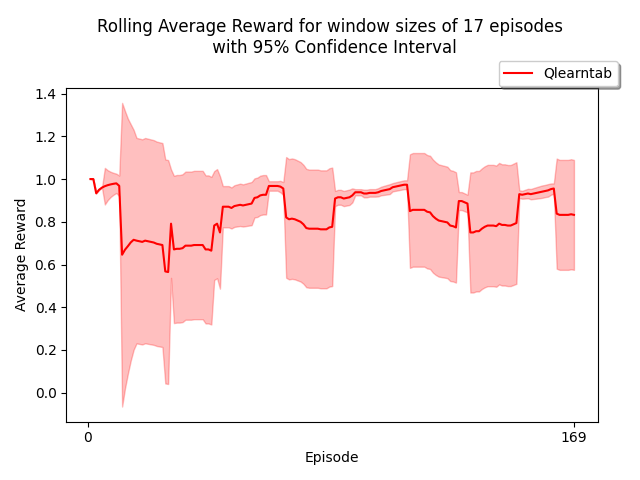 Rolling Average Reward for window sizes of 17 episodes
with 95% Confidence Interval
Qlearntab
1.4
1.2
1.0
0.8
0.6
0.4
0.2
0.0
Average Reward
0
169
Episode